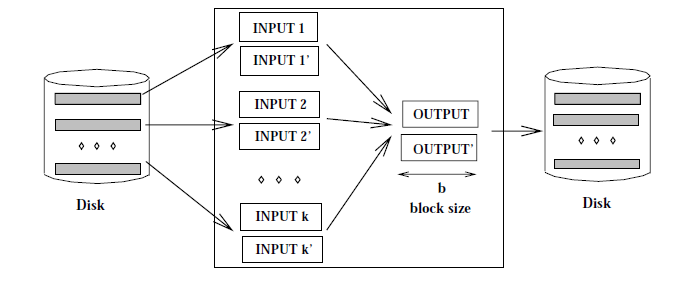 INPUT 1
INPUT 1'
INPUT 2
INPUT 2'
INPUT k
INPUT k'
OUTPUT
OUTPUT'
b
block size
Disk
Disk